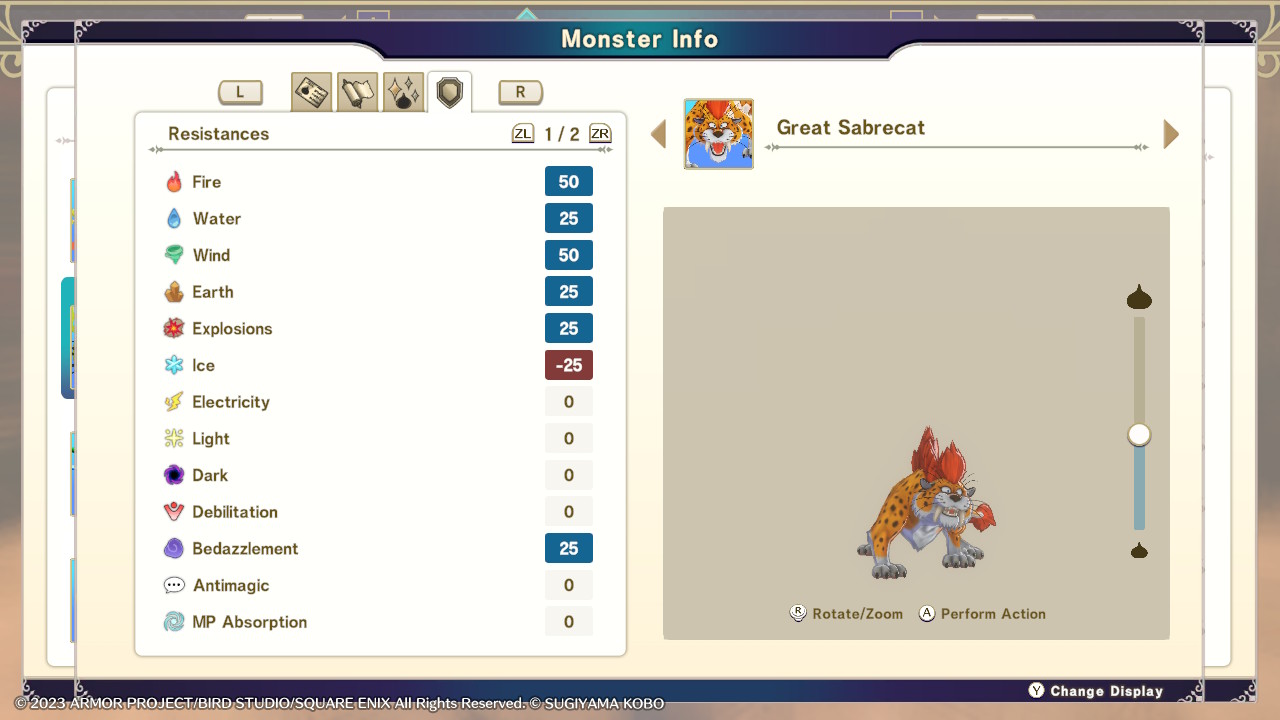 Monster Info
L
R
Resistances
ZL 1 / 2 ZR
Fire 50
Water 25
Wind 50
Earth 25
Explosions 25
Ice -25
Electricity 0
Light 0
Dark 0
Debilitation 0
Bedazzlement 25
Antimagic 0
MP Absorption 0
Great Sabrecat
R Rotate/Zoom A Perform Action
Y Change Display
© 2023 ARMOR PROJECT/BIRD STUDIO/SQUARE ENIX All Rights Reserved. © SUGIYAMA KOBO